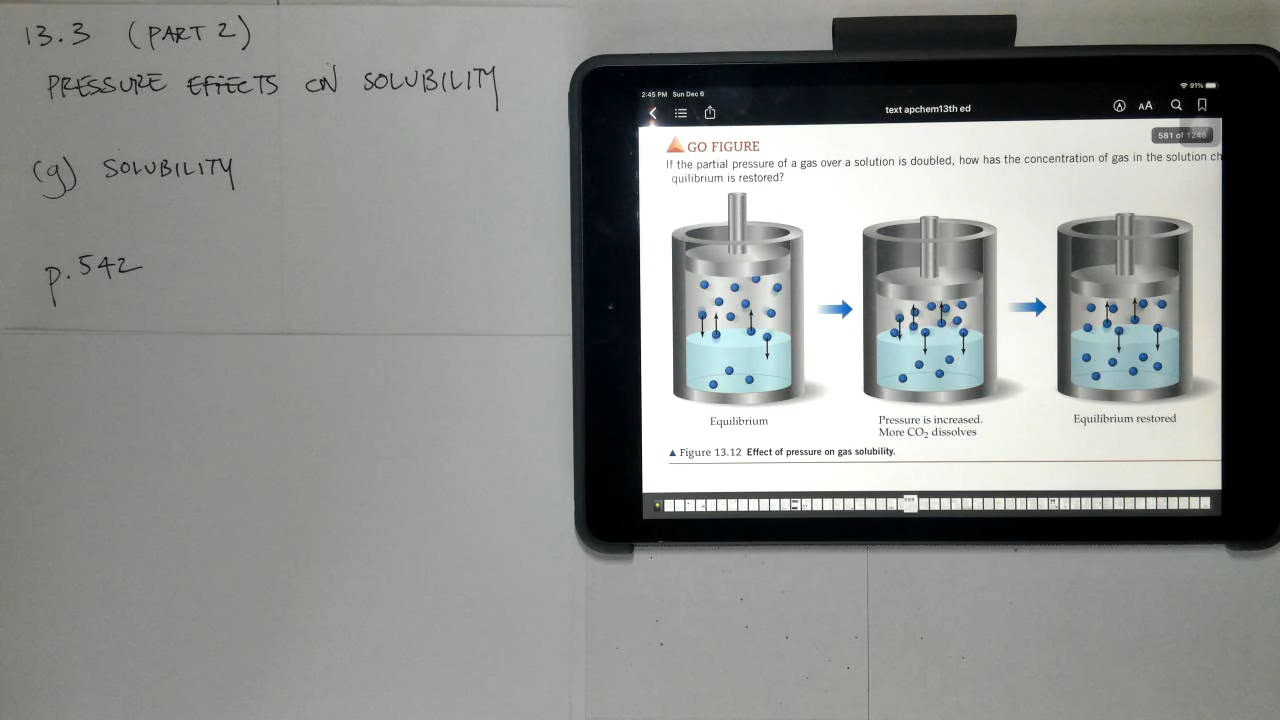 13.3 (PART 2)
PRESSURE EFFECTS ON SOLUBILITY
(g) SOLUBILITY
p.542
2:45 PM Sun Dec 6
91%
text apchem13th ed
AA
581 of 1246
GO FIGURE
If the partial pressure of a gas over a solution is doubled, how has the concentration of gas in the solution ch
quilibrium is restored?
Equilibrium
Pressure is increased.
More CO₂ dissolves
Equilibrium restored
▲ Figure 13.12 Effect of pressure on gas solubility.